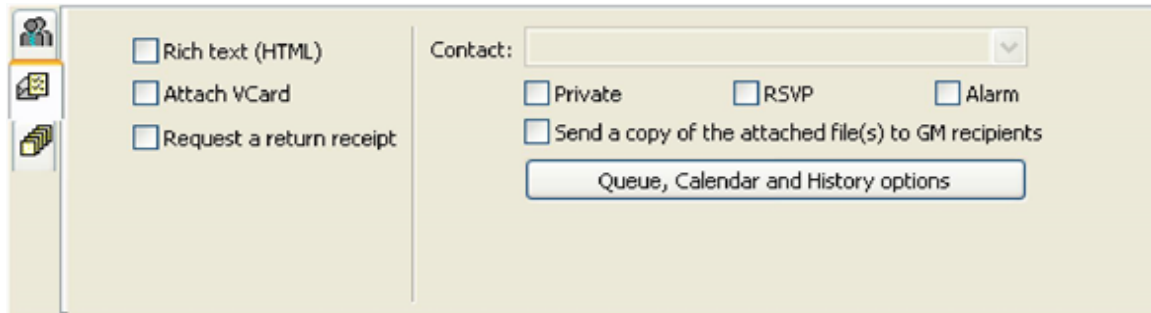 Rich text (HTML)
Attach VCard
Request a return receipt
Contact:
Private RSVP Alarm
Send a copy of the attached file(s) to GM recipients
Queue, Calendar and History options